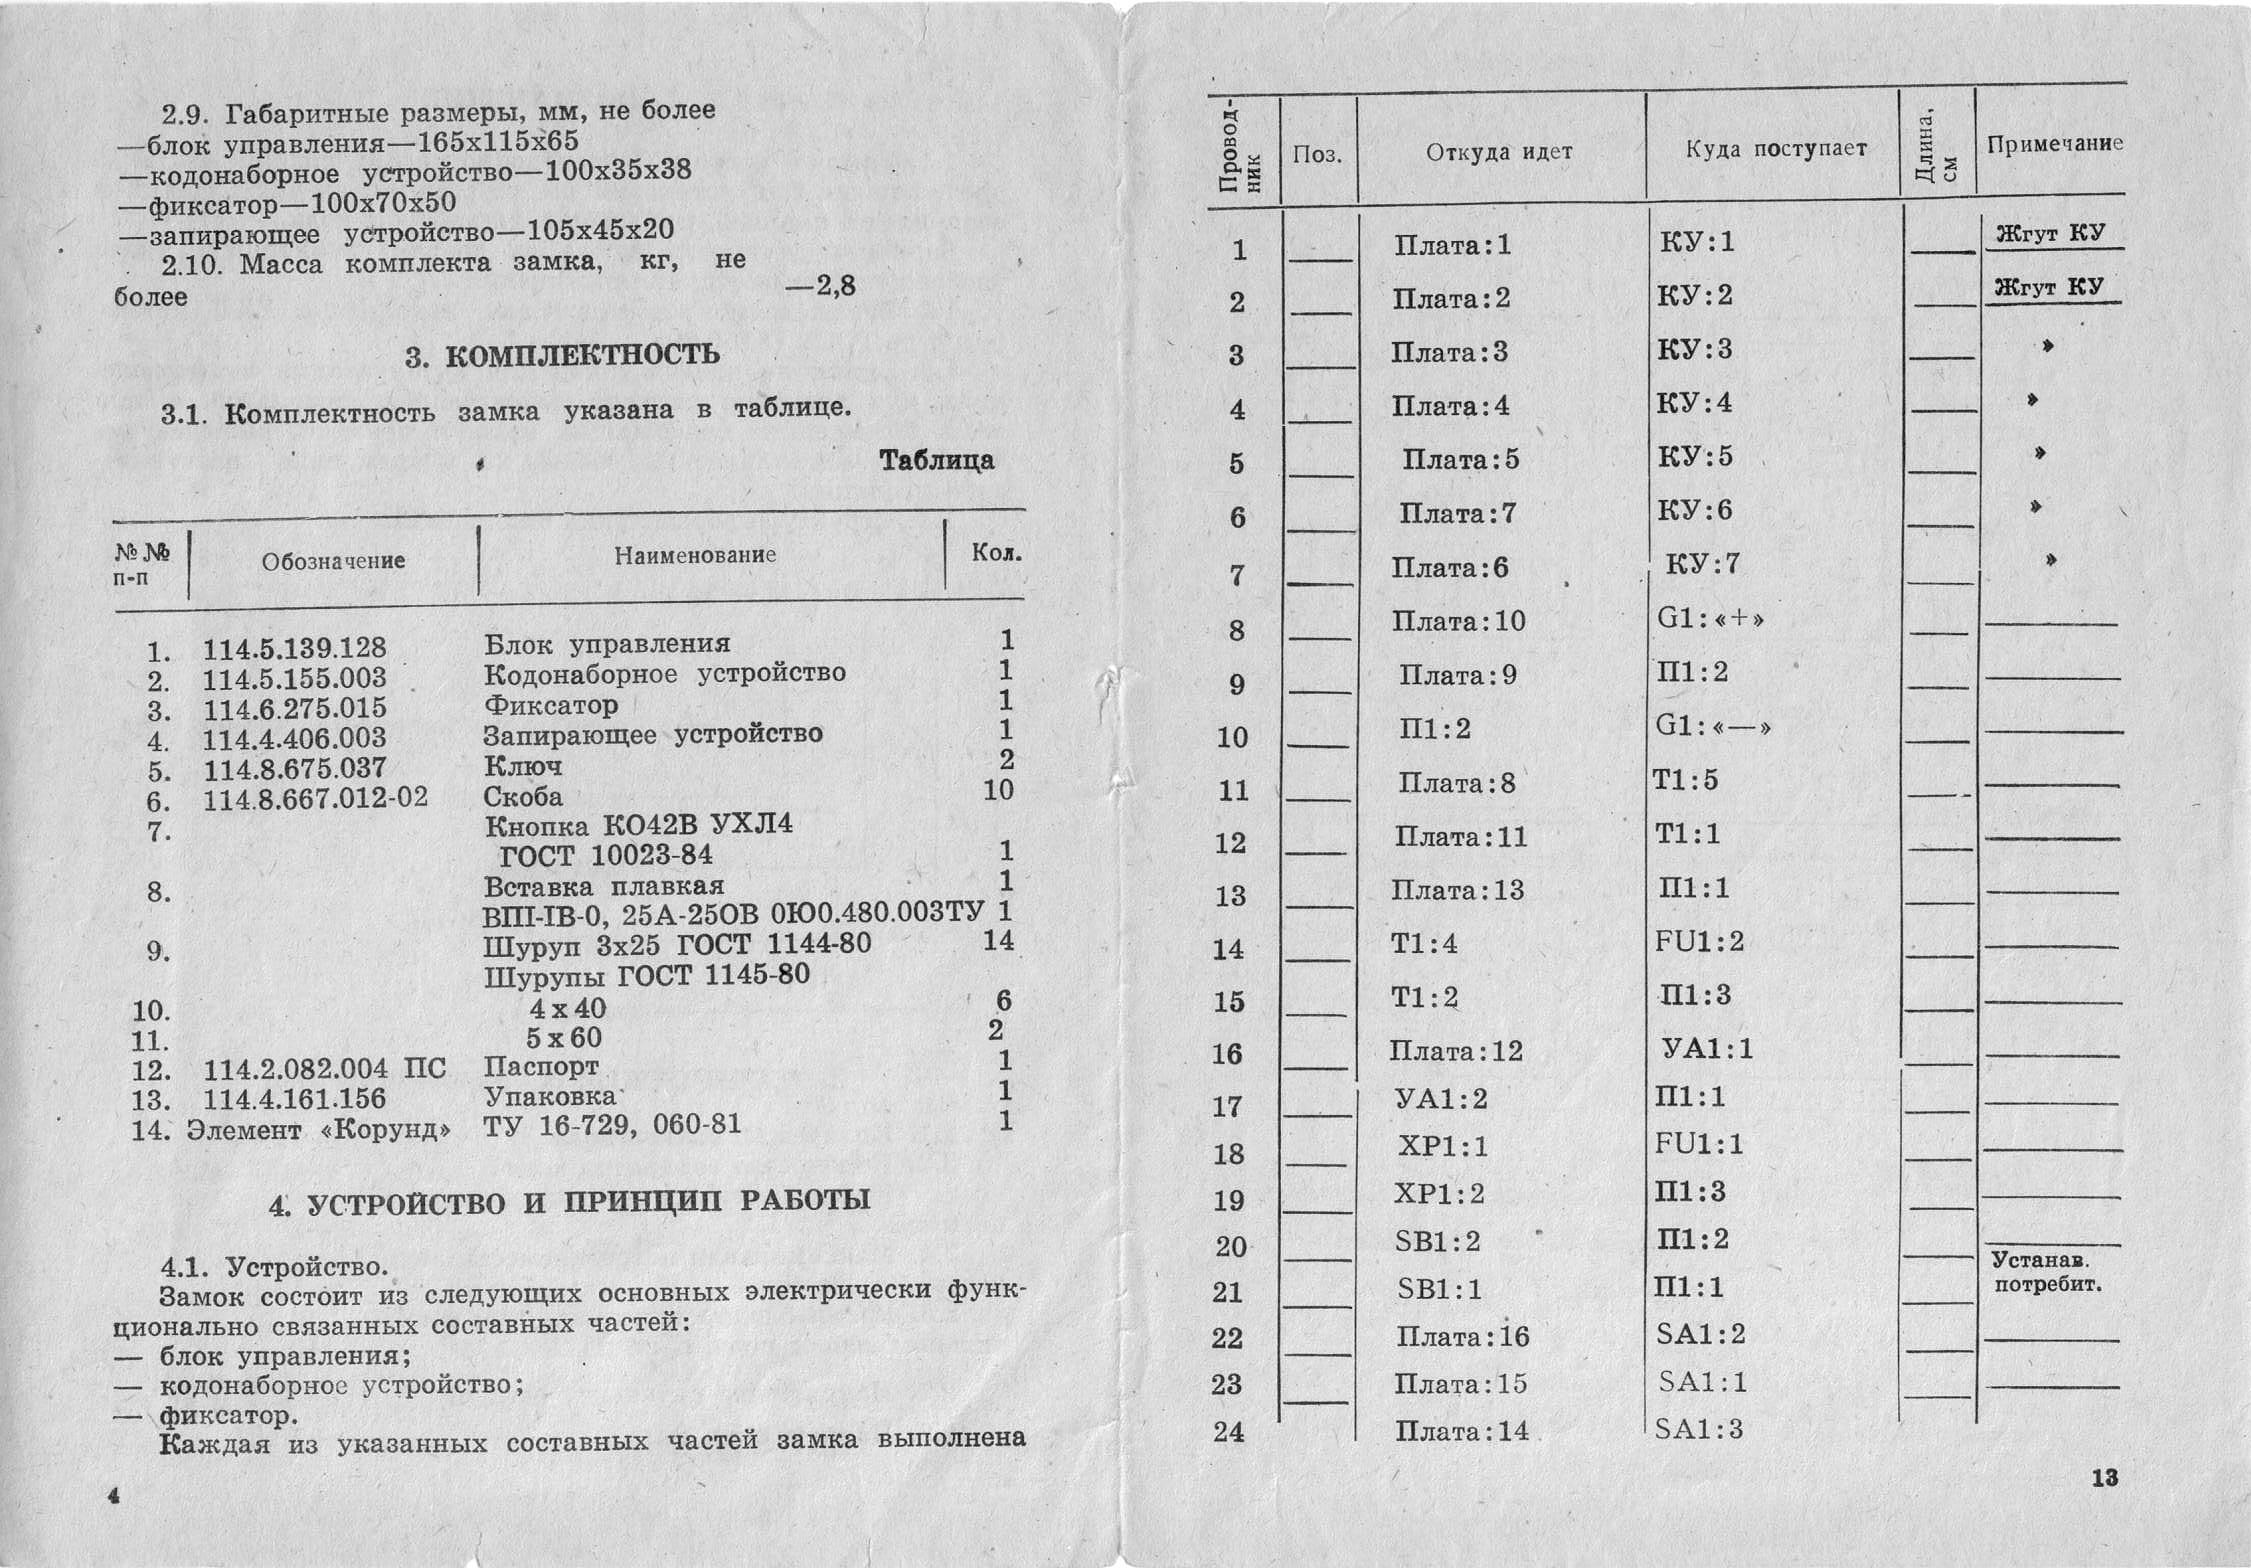 2.9. Габаритные размеры, мм, не более
—блок управления—165х115х65
—кодонаборное устройство—100х35х38
—фиксатор—100х70х50
—запирающее устройство—105х45х20
2.10. Масса комплекта замка, кг, не
более —2,8
3. КОМПЛЕКТНОСТЬ
3.1. Комплектность замка указана в таблице.
Таблица
№№ п-п Обозначение Наименование Кол.
1. 114.5.139.128 Блок управления 1
2. 114.5.155.003 Кодонаборное устройство 1
3. 114.6.275.015 Фиксатор 1
4. 114.4.406.003 Запирающее устройство 1
5. 114.8.675.037 Ключ 2
6. 114.8.667.012-02 Скоба 10
7. Кнопка КО42В УХЛ4
ГОСТ 10023-84 1
8. Вставка плавкая 1
ВПI-IВ-0, 25А-25ОВ 0Ю0.480.003ТУ 1
9. Шуруп 3х25 ГОСТ 1144-80 14
Шурупы ГОСТ 1145-80
10. 4х40 6
11. 5х60 2
12. 114.2.082.004 ПС Паспорт 1
13. 114.4.161.156 Упаковка 1
14. Элемент «Корунд» ТУ 16-729, 060-81 1
4. УСТРОЙСТВО И ПРИНЦИП РАБОТЫ
4.1. Устройство.
Замок состоит из следующих основных электрически функ-
ционально связанных составных частей:
— блок управления;
— кодонаборное устройство;
— фиксатор.
Каждая из указанных составных частей замка выполнена
4
Провод-ник Поз. Откуда идет Куда поступает Длина, см Примечание
1 — Плата:1 КУ:1 — Жгут КУ
2 — Плата:2 КУ:2 — Жгут КУ
3 — Плата:3 КУ:3 — »
4 — Плата:4 КУ:4 — »
5 — Плата:5 КУ:5 — »
6 — Плата:7 КУ:6 — »
7 — Плата:6 КУ:7 — »
8 — Плата:10 G1:«+» — —
9 — Плата:9 П1:2 — —
10 — П1:2 G1:«—» — —
11 — Плата:8 Т1:5 — —
12 — Плата:11 Т1:1 — —
13 — Плата:13 П1:1 — —
14 — Т1:4 FU1:2 — —
15 — Т1:2 П1:3 — —
16 — Плата:12 УА1:1 — —
17 — УА1:2 П1:1 — —
18 — ХР1:1 FU1:1 — —
19 — ХР1:2 П1:3 — —
20 — SB1:2 П1:2 — —
Устанав.
21 — SB1:1 П1:1 — потребит.
22 — Плата:16 SA1:2 — —
23 — Плата:15 SA1:1 — —
24 Плата:14 SA1:3
13